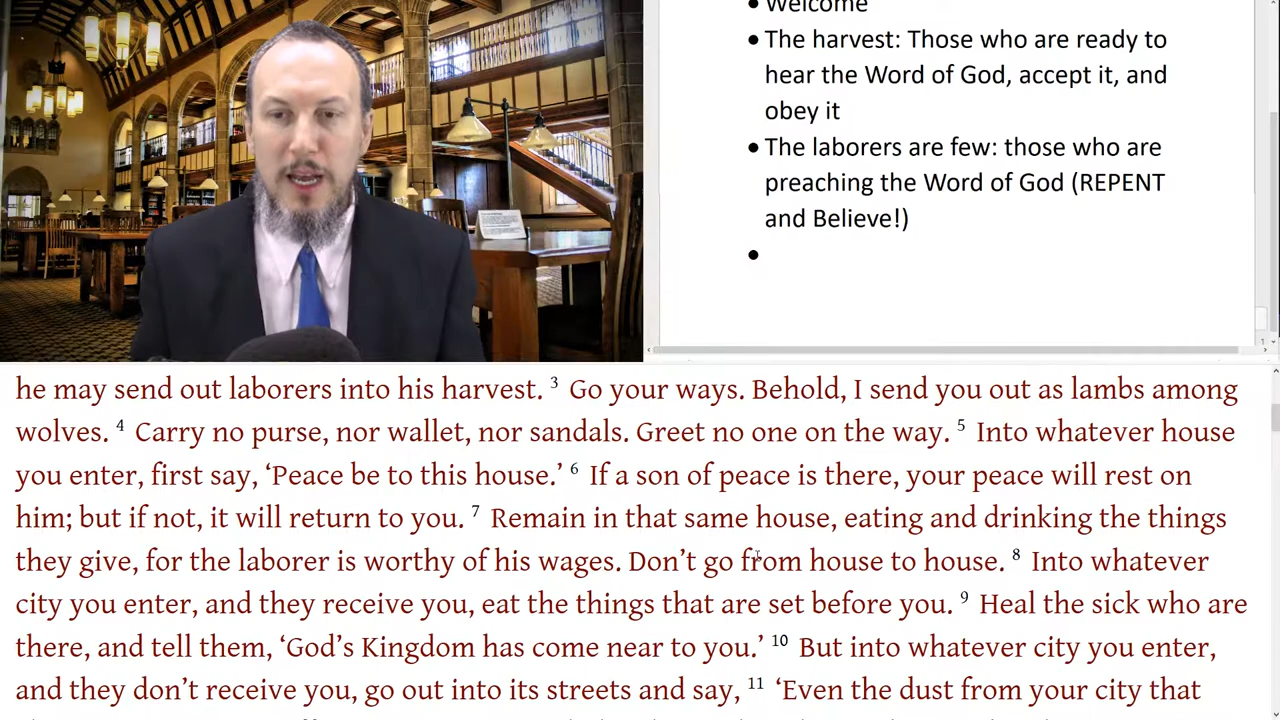 Welcome
• The harvest: Those who are ready to
hear the Word of God, accept it, and
obey it
• The laborers are few: those who are
preaching the Word of God (REPENT
and Believe!)
•
he may send out laborers into his harvest. 3 Go your ways. Behold, I send you out as lambs among
wolves. 4 Carry no purse, nor wallet, nor sandals. Greet no one on the way. 5 Into whatever house
you enter, first say, ‘Peace be to this house.’ 6 If a son of peace is there, your peace will rest on
him; but if not, it will return to you. 7 Remain in that same house, eating and drinking the things
they give, for the laborer is worthy of his wages. Don’t go from house to house. 8 Into whatever
city you enter, and they receive you, eat the things that are set before you. 9 Heal the sick who are
there, and tell them, ‘God’s Kingdom has come near to you.’ 10 But into whatever city you enter,
and they don’t receive you, go out into its streets and say, 11 ‘Even the dust from your city that